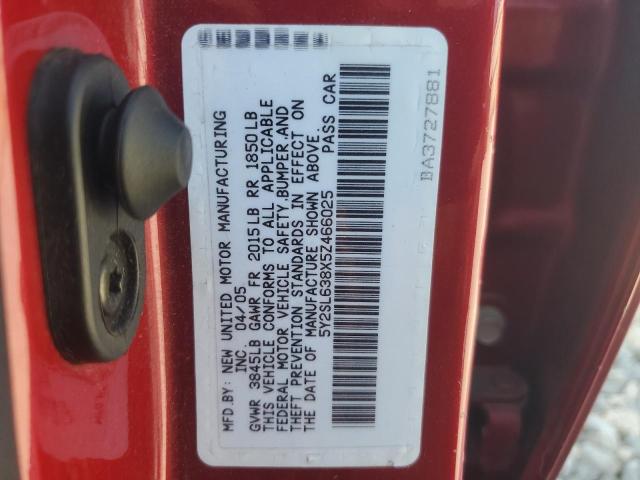 MFD.BY: NEW UNITED MOTOR MANUFACTURING
INC. 04/05
GVWR 3845LB GAWR FR 2015LB RR 1850LB
THIS VEHICLE CONFORMS TO ALL APPLICABLE
FEDERAL MOTOR VEHICLE SAFETY,BUMPER,AND
THEFT PREVENTION STANDARDS IN EFFECT ON
THE DATE OF MANUFACTURE SHOWN ABOVE.
5Y2SL638X5Z466025 PASS CAR
BA3727881